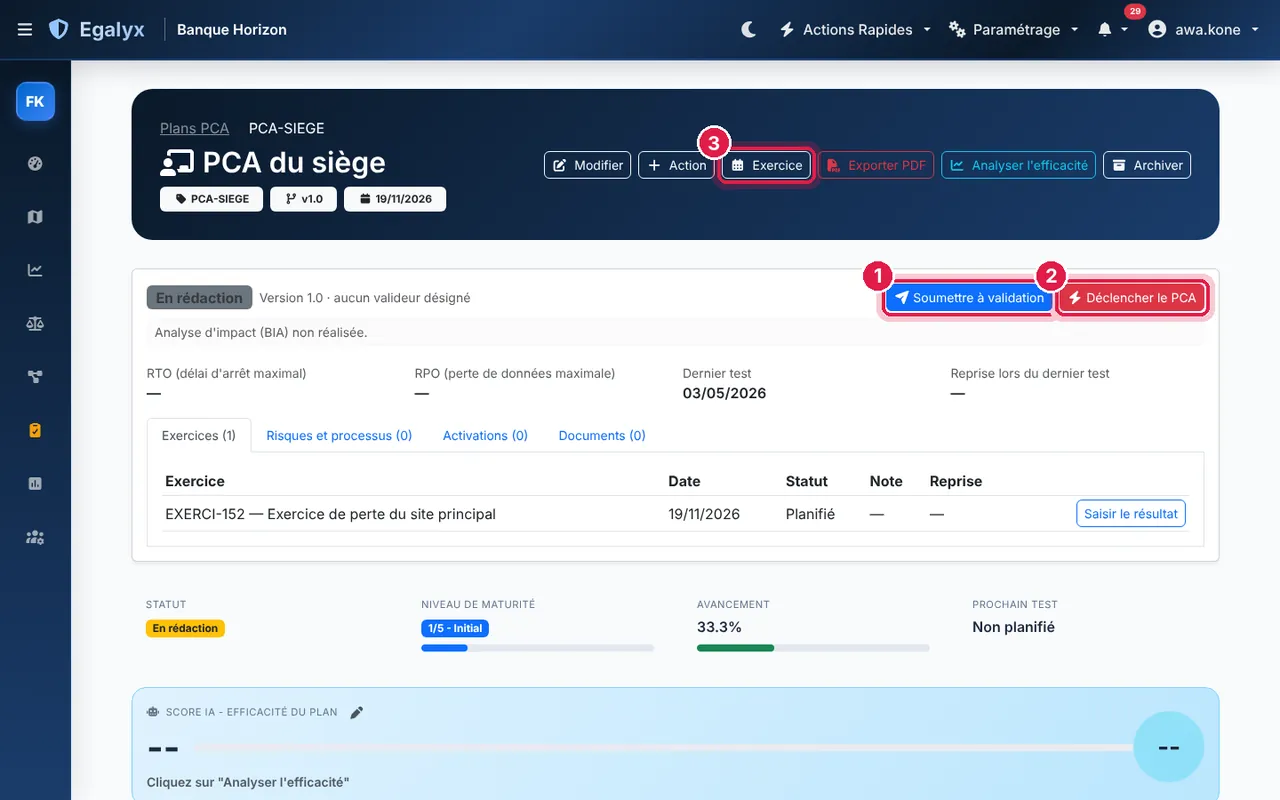 Egalyx
Banque Horizon
Actions Rapides
Paramétrage
29
awa.kone
FK
Plans PCA
PCA-SIEGE
PCA du siège
PCA-SIEGE
v1.0
19/11/2026
Modifier
Action
3
Exercice
Exporter PDF
Analyser l'efficacité
Archiver
En rédaction
Version 1.0 · aucun valideur désigné
1
Soumettre à validation
2
Déclencher le PCA
Analyse d'impact (BIA) non réalisée.
RTO (délai d'arrêt maximal)
—
RPO (perte de données maximale)
—
Dernier test
03/05/2026
Reprise lors du dernier test
—
Exercices (1)
Risques et processus (0)
Activations (0)
Documents (0)
Exercice Date Statut Note Reprise
EXERCI-152 — Exercice de perte du site principal 19/11/2026 Planifié — — Saisir le résultat
STATUT
En rédaction
NIVEAU DE MATURITÉ
1/5 - Initial
AVANCEMENT
33.3%
PROCHAIN TEST
Non planifié
SCORE IA - EFFICACITÉ DU PLAN
--
--
Cliquez sur "Analyser l'efficacité"